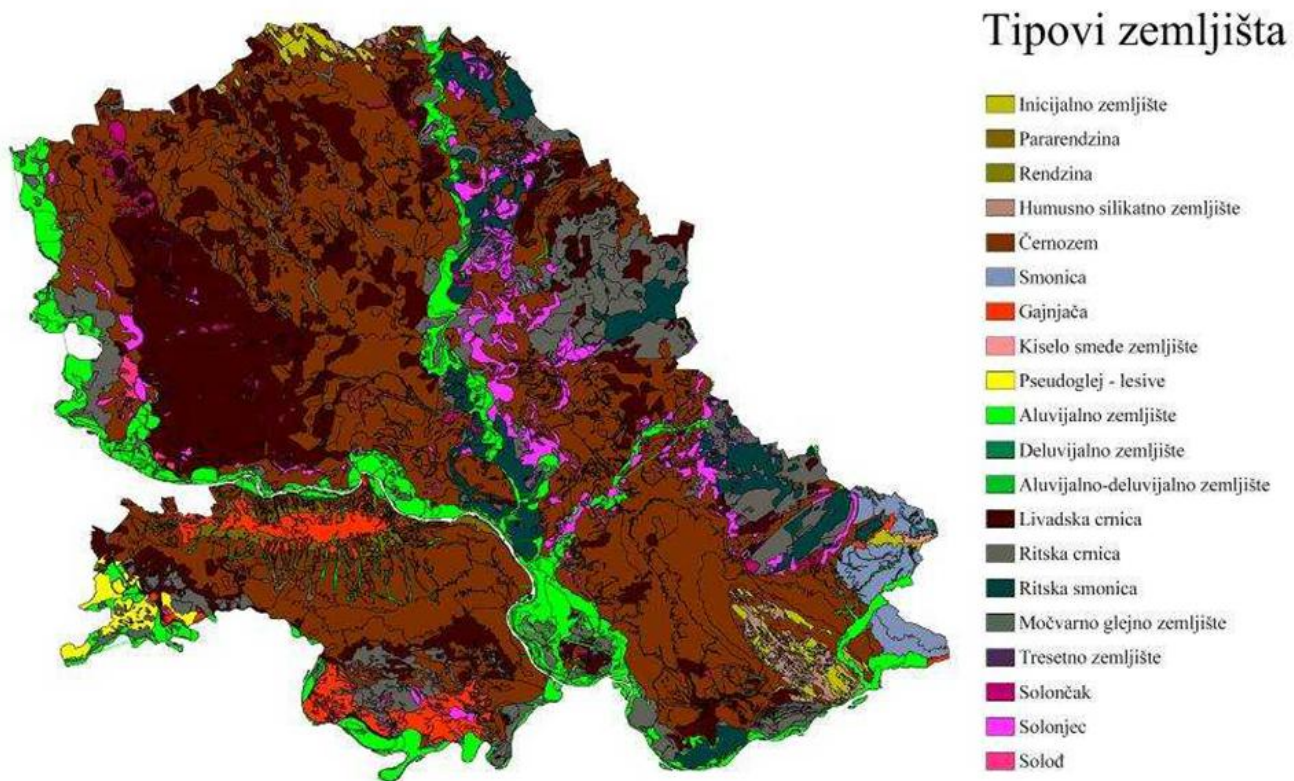 Tipovi zemljišta
Inicijalno zemljište
Pararendzina
Rendzina
Humusno silikatno zemljište
Černozem
Smonica
Gajnjača
Kiselo smeđe zemljište
Pseudoglej - lesive
Aluvijalno zemljište
Deluvijalno zemljište
Aluvijalno-deluvijalno zemljište
Livadska crnica
Ritska crnica
Ritska smonica
Močvarno glejno zemljište
Tresetno zemljište
Solončak
Solonjec
Solođ